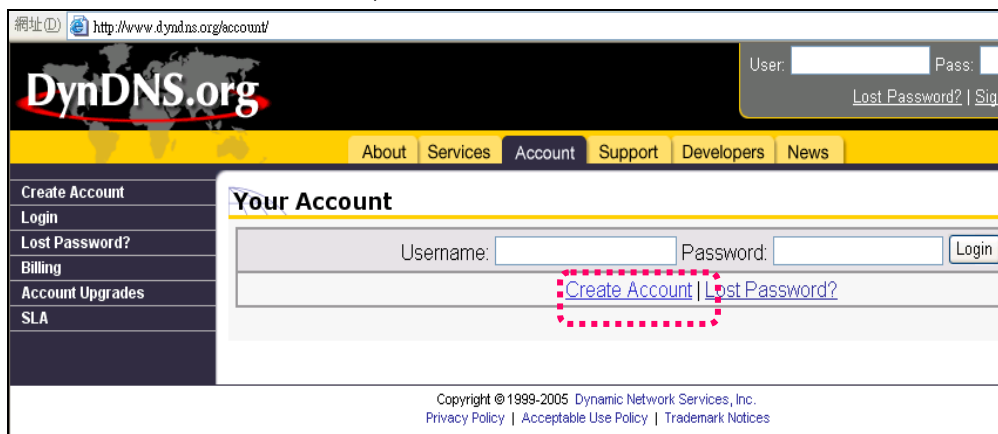 網址(D) http://www.dyndns.org/account/
User: Pass:
DynDNS.org
Lost Password? |
About Services Account Support Developers News
Create Account
Login
Lost Password?
Billing
Account Upgrades
SLA
Your Account
Username: Password: Login
Create Account | Lost Password?
Copyright © 1999-2005 Dynamic Network Services, Inc.
Privacy Policy | Acceptable Use Policy | Trademark Notices